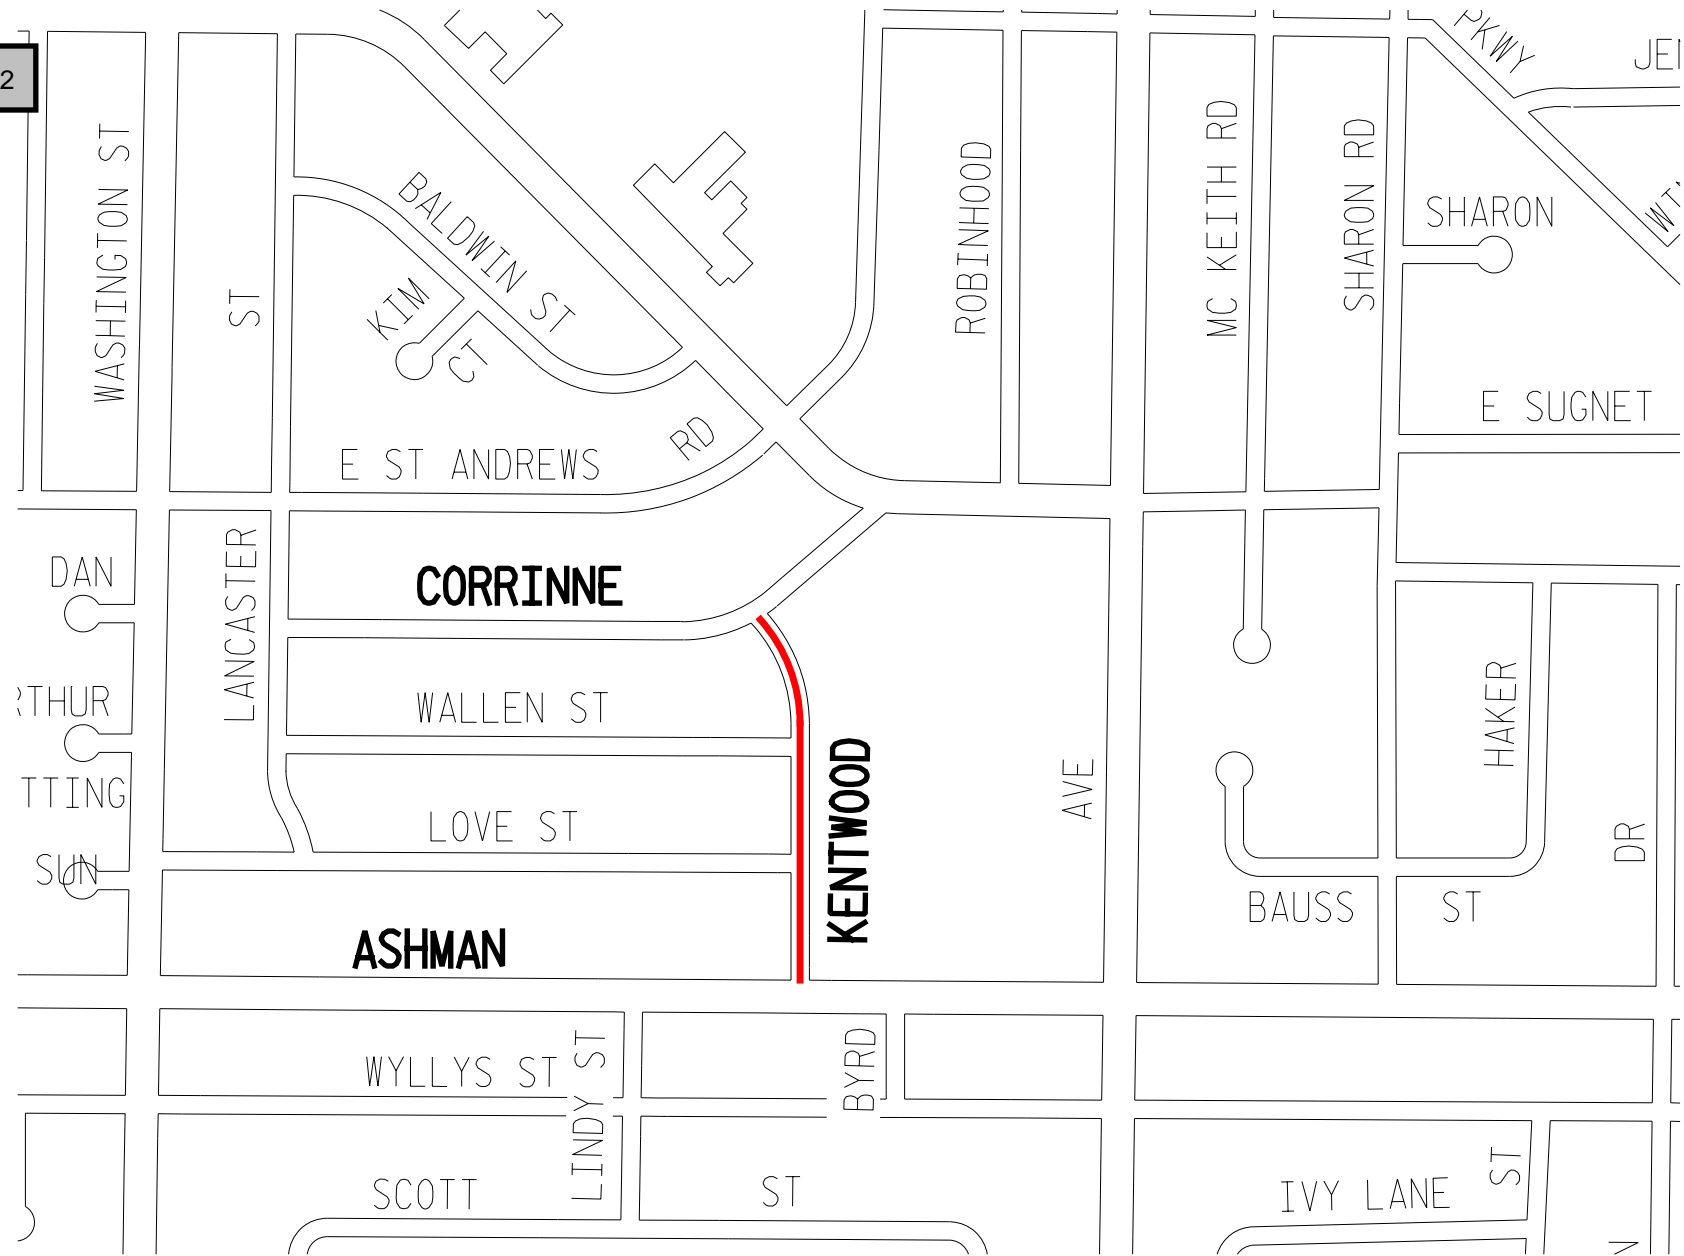 PKWY
2
WASHINGTON ST
ST
BALDWIN ST
KIM
CT
ROBINHOOD
MC KEITH RD
SHARON RD
SHARON
E SUGNET
E ST ANDREWS
RD
DAN
CORRINNE
LANCASTER
WALLEN ST
HAKER
KENTWOOD
AVE
TTING
LOVE ST
DR
SUN
BAUSS
ST
ASHMAN
WYLLYS ST
LINDY ST
BYRD
SCOTT
ST
IVY LANE
ST